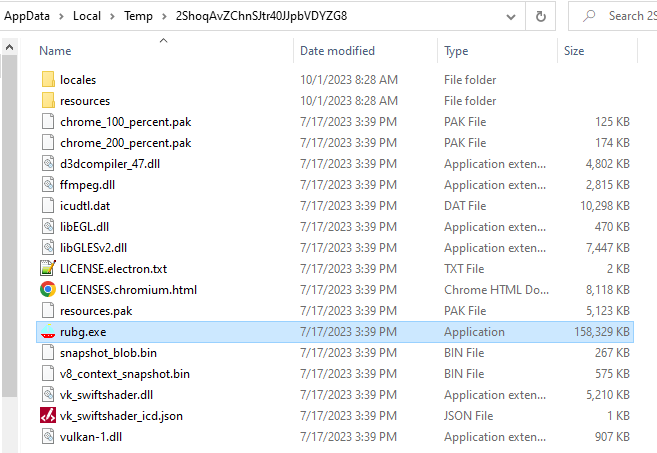 AppData > Local > Temp > 2ShoqAvZChnSJtr40JJpbVDYZG8 Search 2S
Name Date modified Type Size
locales 10/1/2023 8:28 AM File folder
resources 10/1/2023 8:28 AM File folder
chrome_100_percent.pak 7/17/2023 3:39 PM PAK File 125 KB
chrome_200_percent.pak 7/17/2023 3:39 PM PAK File 174 KB
d3dcompiler_47.dll 7/17/2023 3:39 PM Application exten... 4,802 KB
ffmpeg.dll 7/17/2023 3:39 PM Application exten... 2,815 KB
icudtl.dat 7/17/2023 3:39 PM DAT File 10,298 KB
libEGL.dll 7/17/2023 3:39 PM Application exten... 470 KB
libGLESv2.dll 7/17/2023 3:39 PM Application exten... 7,447 KB
LICENSE.electron.txt 7/17/2023 3:39 PM TXT File 2 KB
LICENSES.chromium.html 7/17/2023 3:39 PM Chrome HTML Do... 8,118 KB
resources.pak 7/17/2023 3:39 PM PAK File 5,123 KB
rubg.exe 7/17/2023 3:39 PM Application 158,329 KB
snapshot_blob.bin 7/17/2023 3:39 PM BIN File 267 KB
v8_context_snapshot.bin 7/17/2023 3:39 PM BIN File 575 KB
vk_swiftshader.dll 7/17/2023 3:39 PM Application exten... 5,210 KB
vk_swiftshader_icd.json 7/17/2023 3:39 PM JSON File 1 KB
vulkan-1.dll 7/17/2023 3:39 PM Application exten... 907 KB